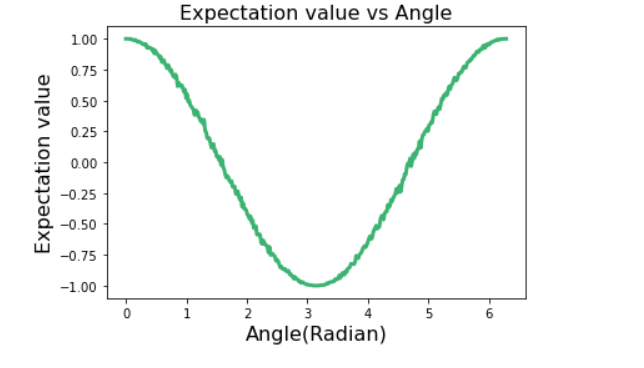 Expectation value vs Angle
Expectation value
1.00
0.75
0.50
0.25
0.00
−0.25
−0.50
−0.75
−1.00
0 1 2 3 4 5 6
Angle(Radian)